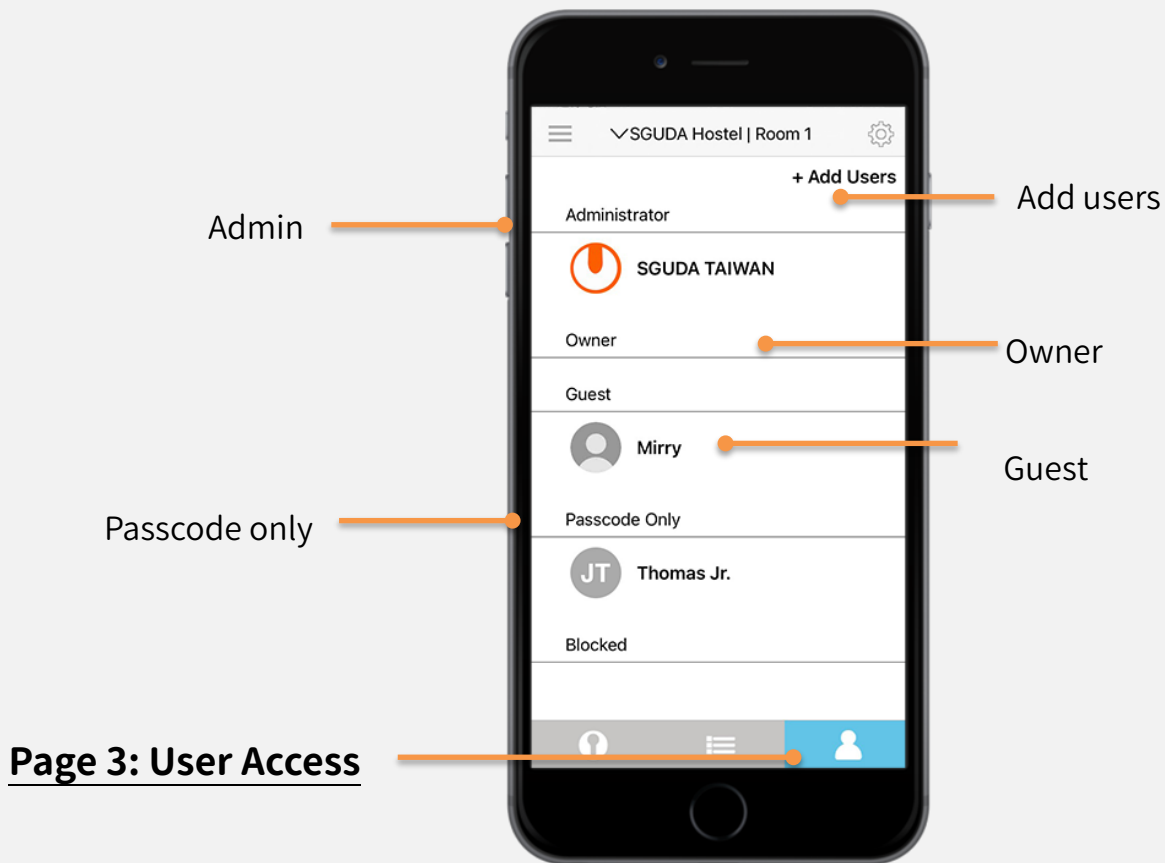 SGUDA Hostel | Room 1
+ Add Users
Add users
Administrator
Admin
SGUDA TAIWAN
Owner
Owner
Guest
Mirry
Guest
Passcode Only
Passcode only
JT
Thomas Jr.
Blocked
Page 3: User Access